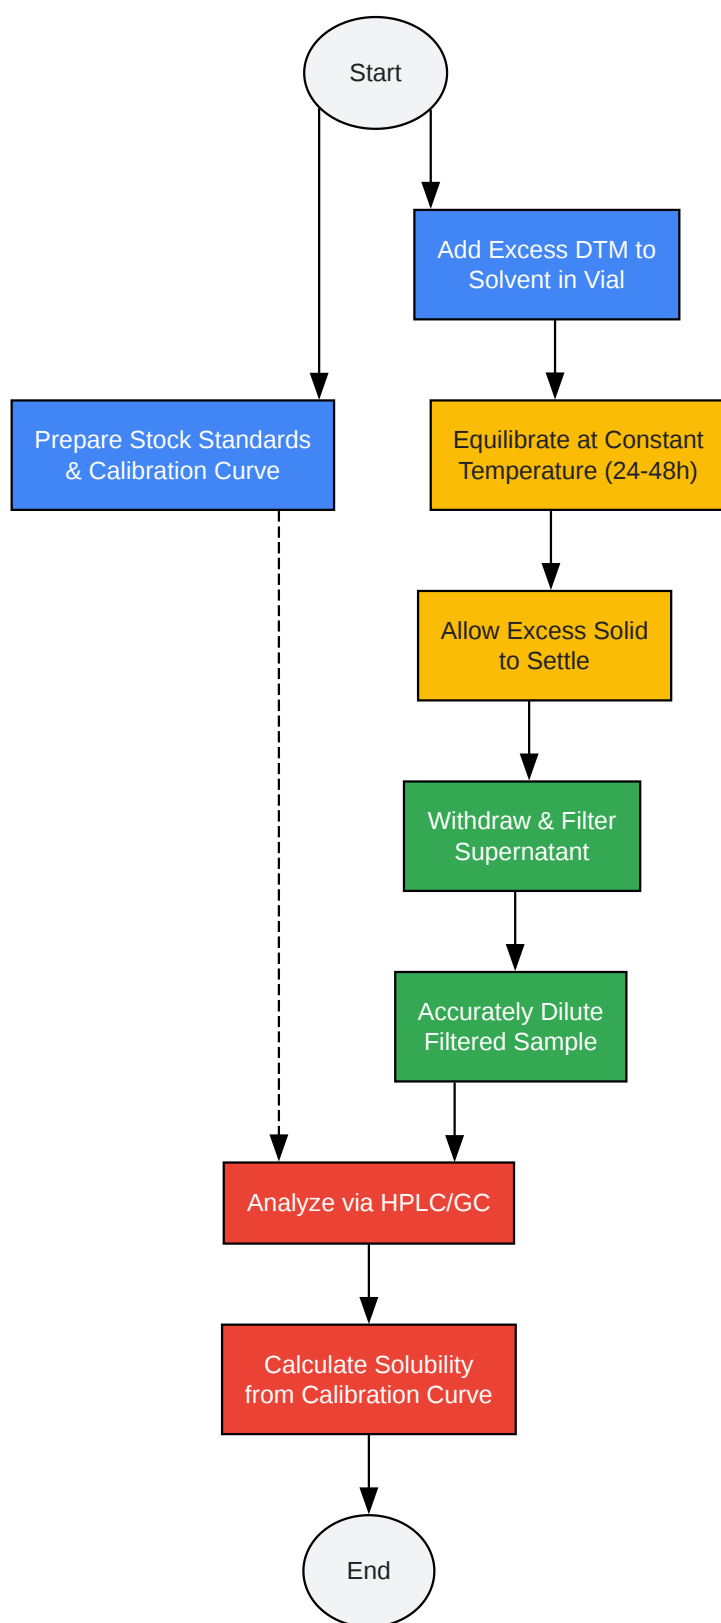 Start
Add Excess DTM to
Solvent in Vial
Prepare Stock Standards
& Calibration Curve
Equilibrate at Constant
Temperature (24-48h)
Allow Excess Solid
to Settle
Withdraw & Filter
Supernatant
Accurately Dilute
Filtered Sample
Analyze via HPLC/GC
Calculate Solubility
from Calibration Curve
End